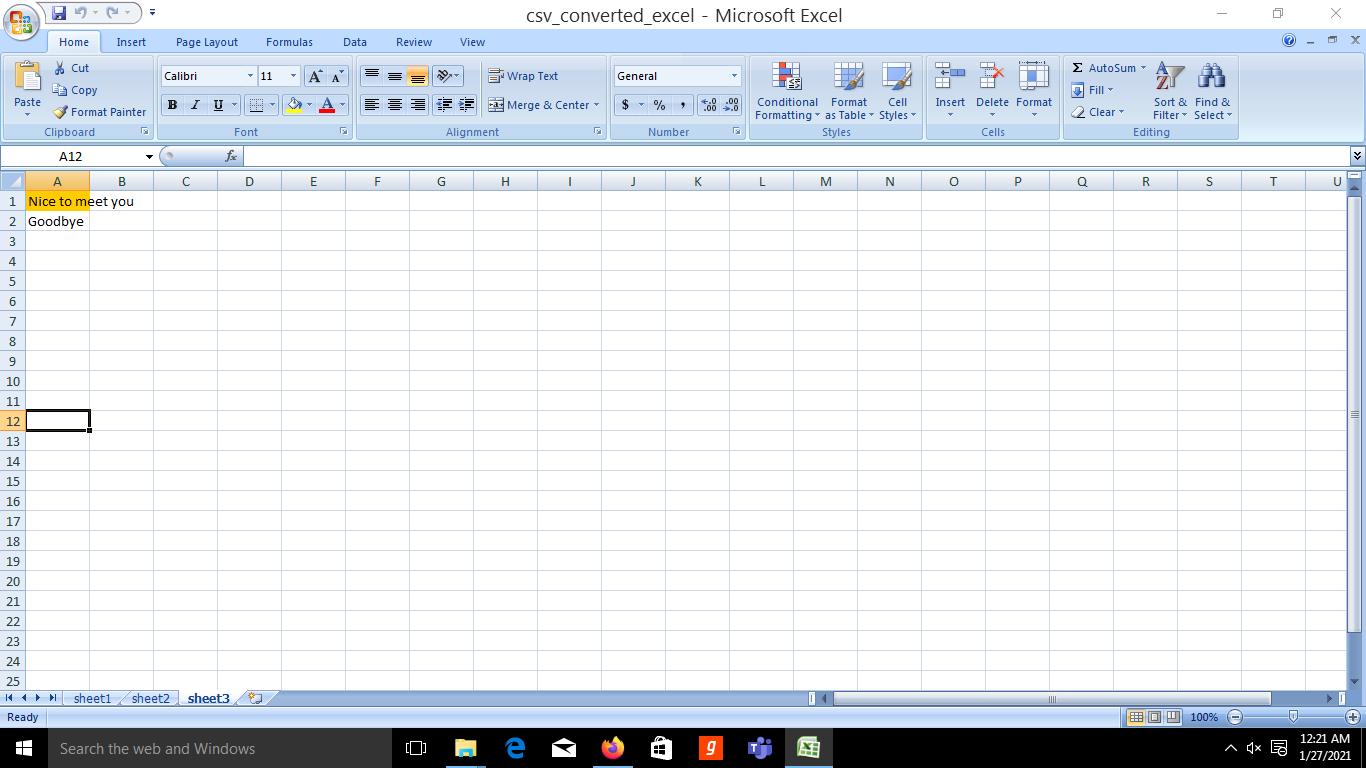 csv_converted_excel - Microsoft Excel
Home Insert Page Layout Formulas Data Review View
Paste
Cut
Copy
Format Painter
Clipboard
Calibri 11
B I U
Font
Wrap Text
Merge & Center
Alignment
General
$ % ,
Number
Conditional Formatting
Format as Table
Cell Styles
Styles
Insert Delete Format
Cells
Σ AutoSum
Fill
Clear
Sort & Filter
Find & Select
Editing
A12 fx
A B C D E F G H I J K L M N O P Q R S T U
1 Nice to meet you
2 Goodbye
3
4
5
6
7
8
9
10
11
12
13
14
15
16
17
18
19
20
21
22
23
24
25
sheet1 sheet2 sheet3
Ready 100%
Search the web and Windows
12:21 AM
1/27/2021